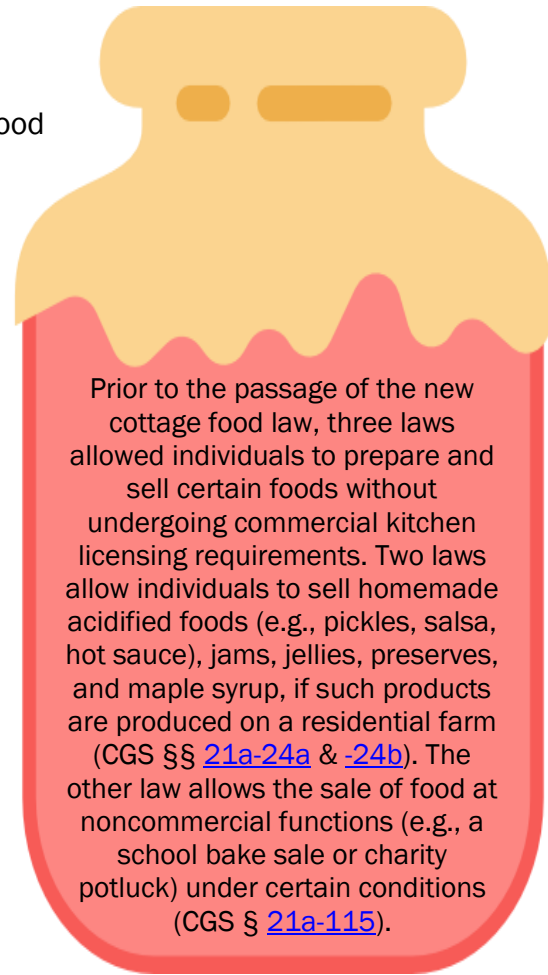 ood
Prior to the passage of the new
cottage food law, three laws
allowed individuals to prepare and
sell certain foods without
undergoing commercial kitchen
licensing requirements. Two laws
allow individuals to sell homemade
acidified foods (e.g., pickles, salsa,
hot sauce), jams, jellies, preserves,
and maple syrup, if such products
are produced on a residential farm
(CGS §§ 21a-24a & -24b). The
other law allows the sale of food at
noncommercial functions (e.g., a
school bake sale or charity
potluck) under certain conditions
(CGS § 21a-115).